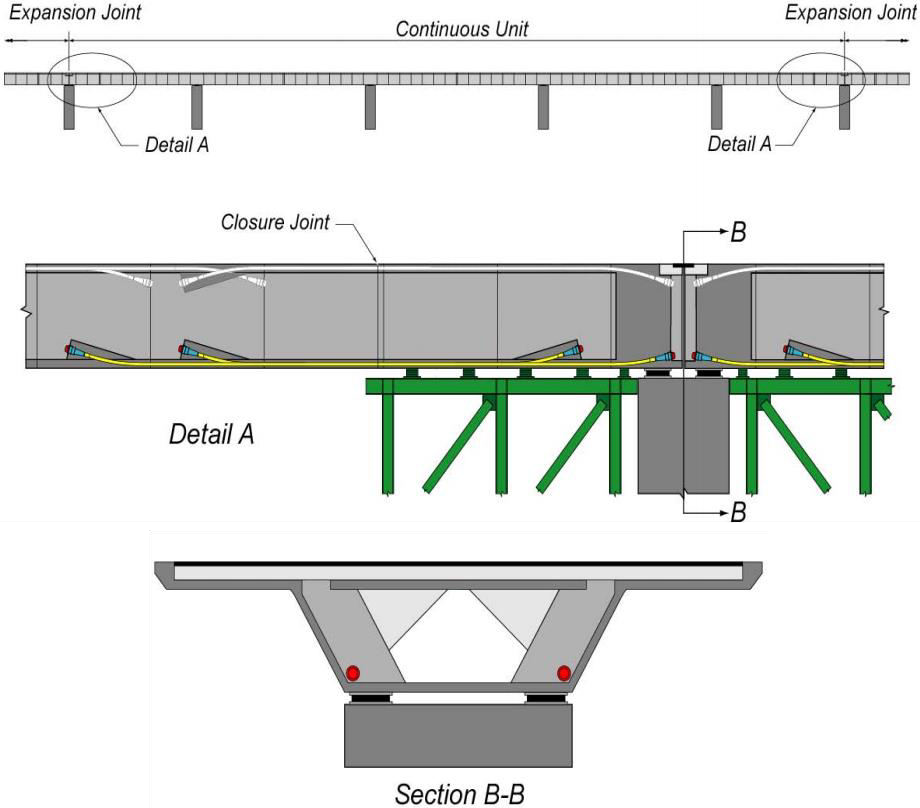 Expansion Joint
Expansion Joint
Continuous Unit
Detail A
Detail A
Closure Joint
B
Detail A
B
Section B-B